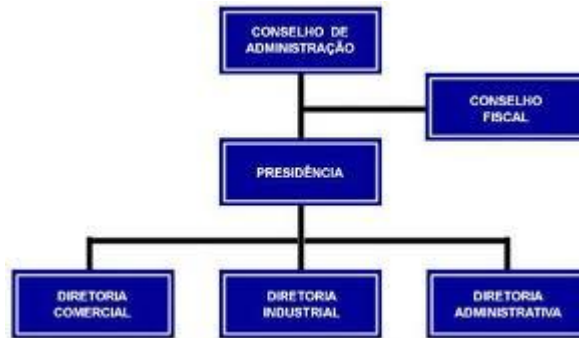 CONSELHO DE
ADMINISTRAÇÃO
CONSELHO
FISCAL
PRESIDÊNCIA
DIRETORIA
COMERCIAL
DIRETORIA
INDUSTRIAL
DIRETORIA
ADMINISTRATIVA